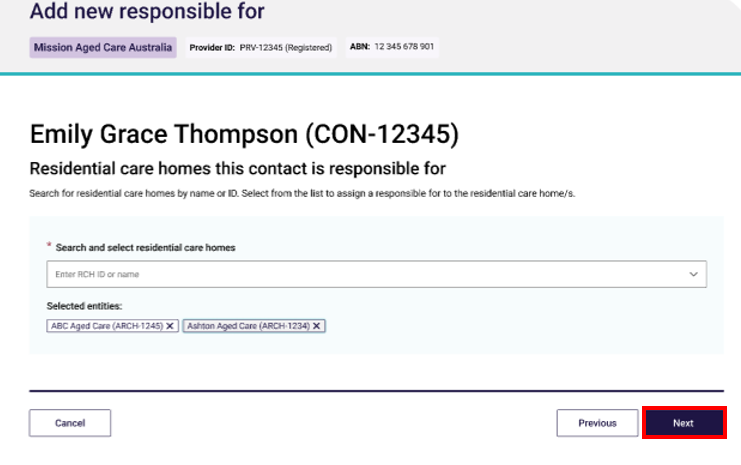 Add new responsible for
Mission Aged Care Australia Provider ID: PRV-12345 (Registered) ABN: 12 345 678 901
Emily Grace Thompson (CON-12345)
Residential care homes this contact is responsible for
Search for residential care homes by name or ID. Select from the list to assign a responsible for to the residential care home/s.
* Search and select residential care homes
Enter RCH ID or name
Selected entities:
ABC Aged Care (ARCH-1245) X Ashton Aged Care (ARCH-1234) X
Cancel Previous Next